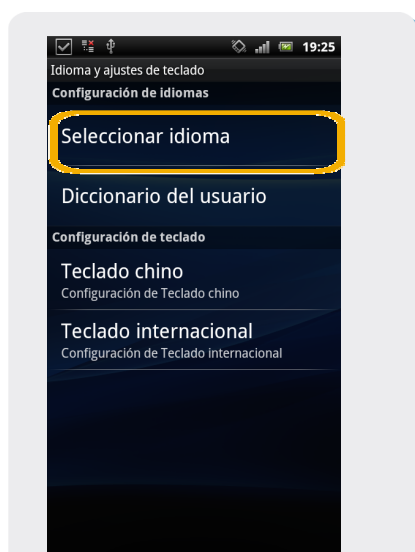 19:25
Idioma y ajustes de teclado
Configuración de idiomas
Seleccionar idioma
Diccionario del usuario
Configuración de teclado
Teclado chino
Configuración de Teclado chino
Teclado internacional
Configuración de Teclado internacional